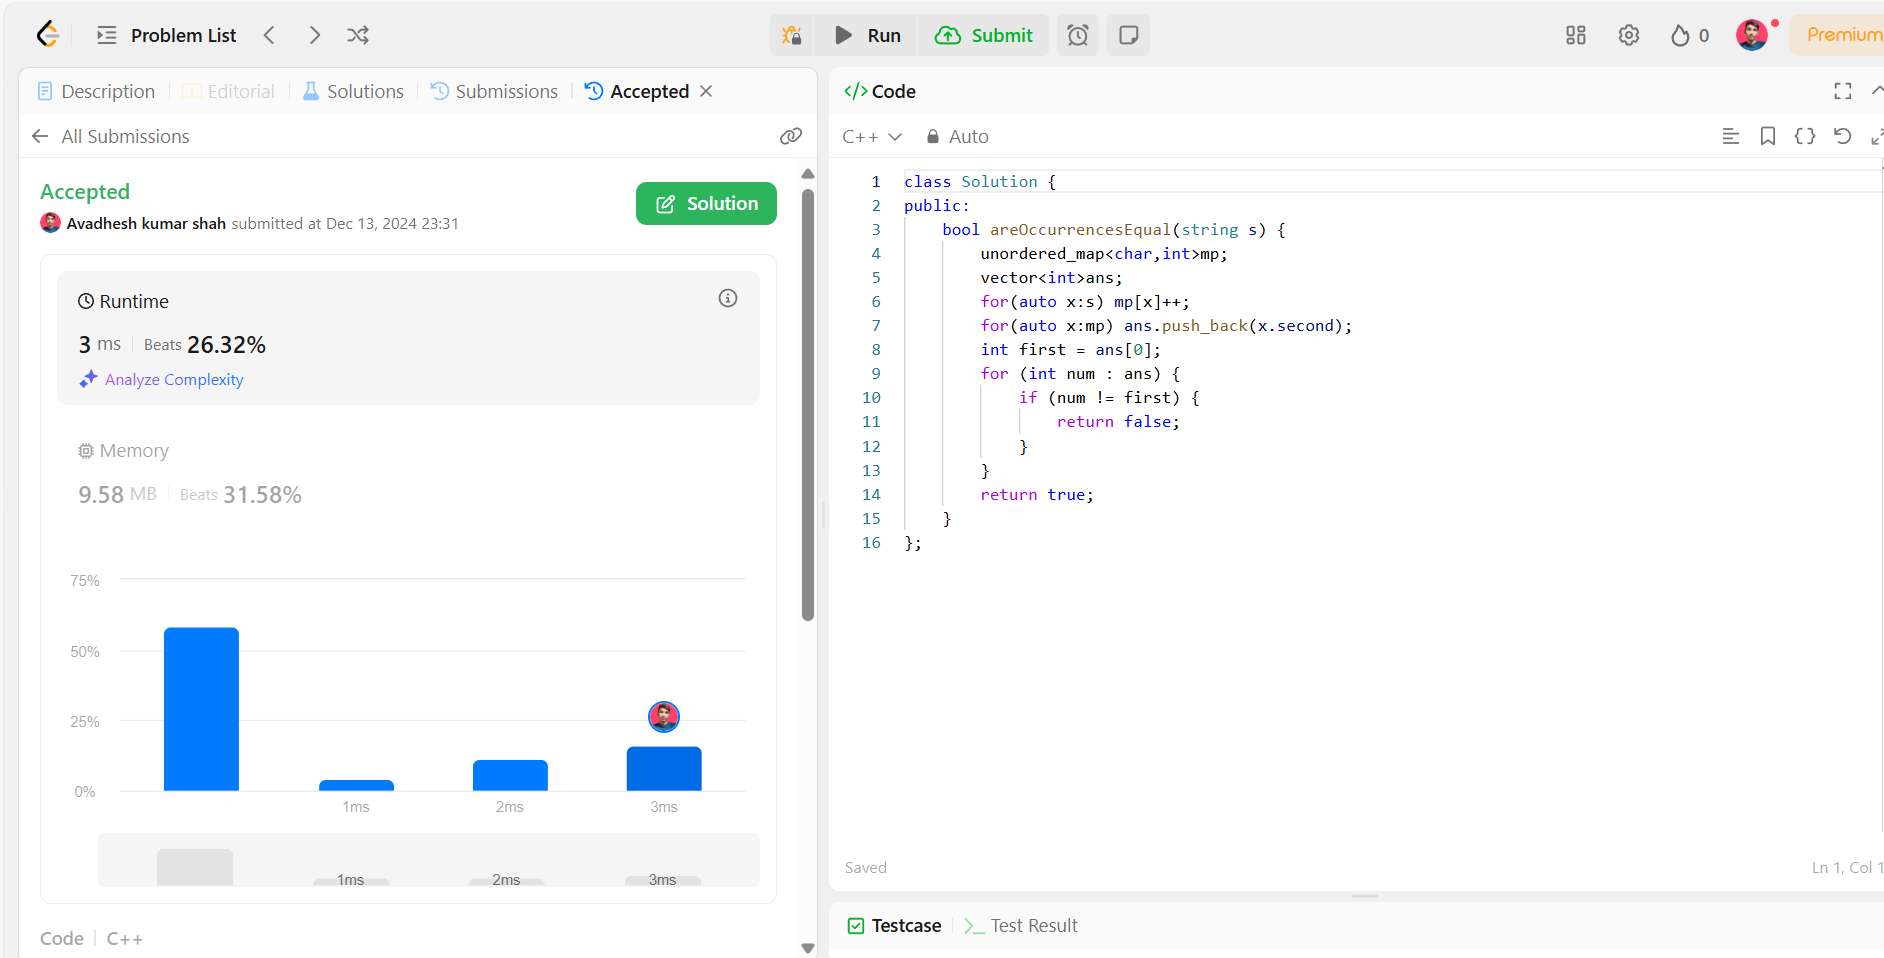 Problem List
Run
Submit
0
Premium
Description
Editorial
Solutions
Submissions
Accepted
All Submissions
Accepted
Avadhesh kumar shah submitted at Dec 13, 2024 23:31
Solution
Runtime
3 ms
Beats 26.32%
Analyze Complexity
Memory
9.58 MB
Beats 31.58%
75%
50%
25%
0%
1ms
2ms
3ms
1ms
2ms
3ms
Code
C++
</> Code
C++
Auto
1 class Solution {
2 public:
3     bool areOccurrencesEqual(string s) {
4         unordered_map<char,int>mp;
5         vector<int>ans;
6         for(auto x:s) mp[x]++;
7         for(auto x:mp) ans.push_back(x.second);
8         int first = ans[0];
9         for (int num : ans) {
10             if (num != first) {
11                 return false;
12             }
13         }
14         return true;
15     }
16 };
Saved
Ln 1, Col 1
Testcase
Test Result